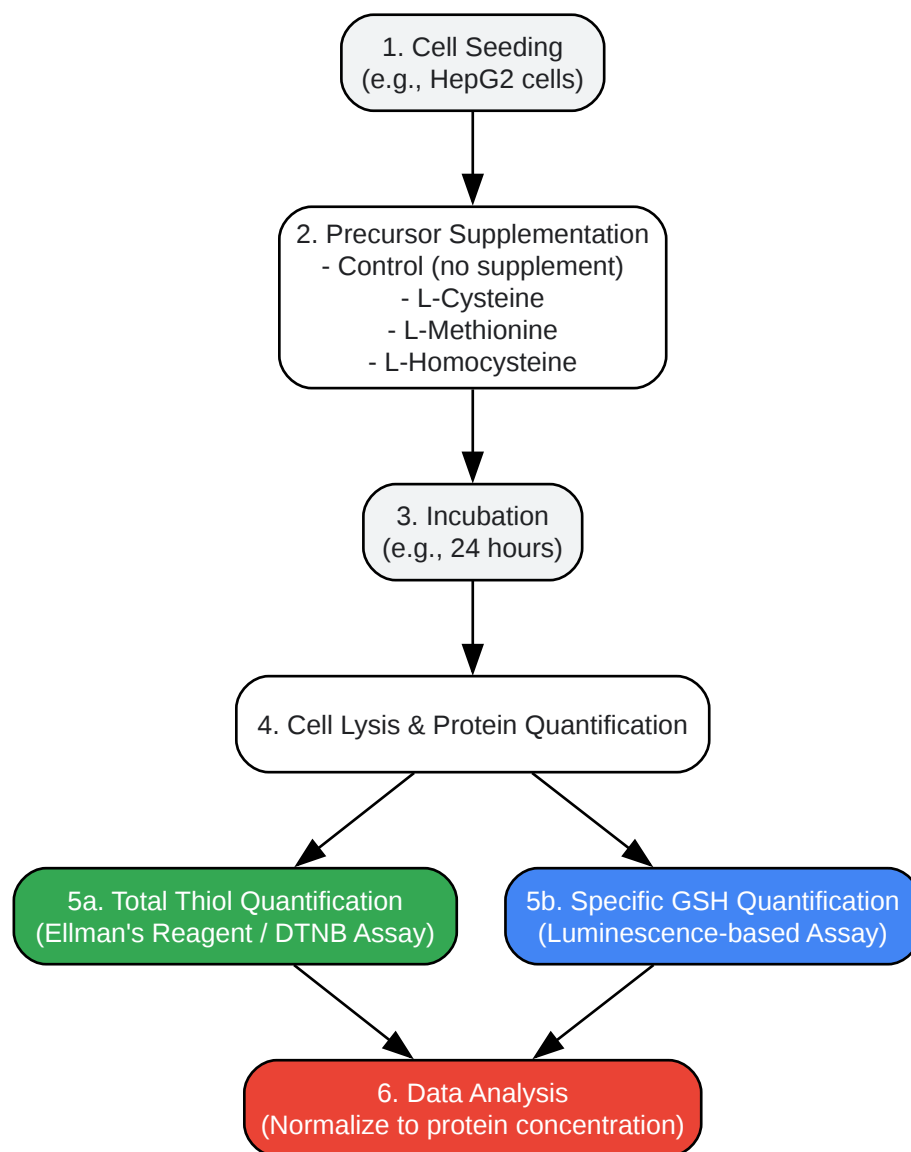 1. Cell Seeding
(e.g., HepG2 cells)
2. Precursor Supplementation
- Control (no supplement)
- L-Cysteine
- L-Methionine
- L-Homocysteine
3. Incubation
(e.g., 24 hours)
4. Cell Lysis & Protein Quantification
5a. Total Thiol Quantification
(Ellman's Reagent / DTNB Assay)
5b. Specific GSH Quantification
(Luminescence-based Assay)
6. Data Analysis
(Normalize to protein concentration)